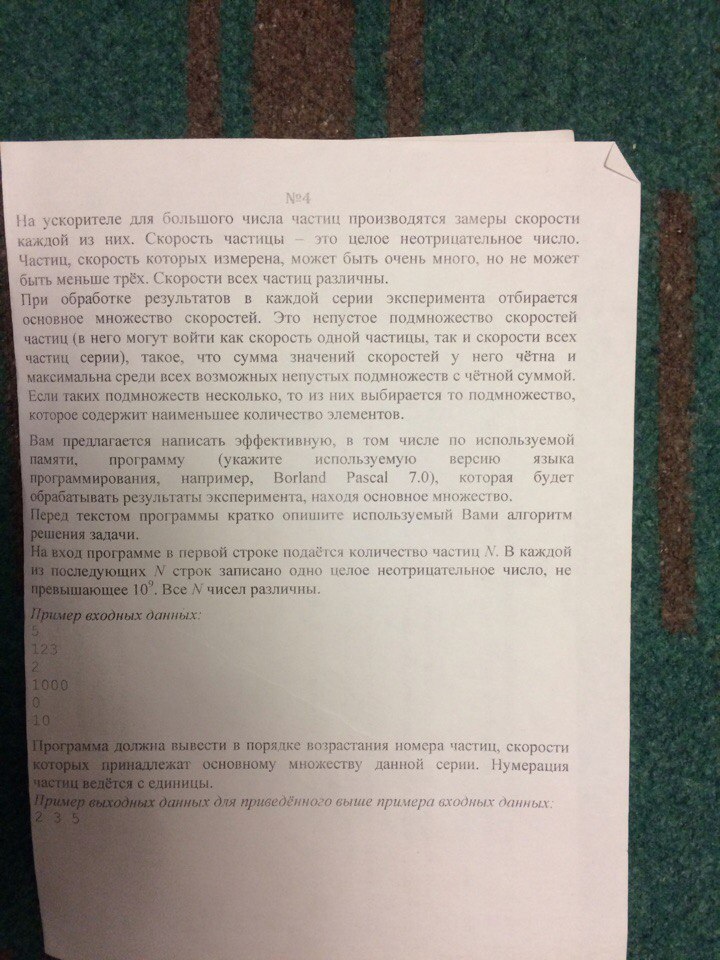 №4
На ускорителе для большого числа частиц производятся замеры скорости
каждой из них. Скорость частицы – это целое неотрицательное число.
Частиц, скорость которых измерена, может быть очень много, но не может
быть меньше трёх. Скорости всех частиц различны.
При обработке результатов в каждой серии эксперимента отбирается
основное множество скоростей. Это непустое подмножество скоростей
частиц (в него могут войти как скорость одной частицы, так и скорости всех
частиц серии), такое, что сумма значений скоростей у него чётна и
максимальна среди всех возможных непустых подмножеств с чётной суммой.
Если таких подмножеств несколько, то из них выбирается то подмножество,
которое содержит наименьшее количество элементов.
Вам предлагается написать эффективную, в том числе по используемой
памяти, программу (укажите используемую версию языка
программирования, например, Borland Pascal 7.0), которая будет
обрабатывать результаты эксперимента, находя основное множество.
Перед текстом программы кратко опишите используемый Вами алгоритм
решения задачи.
На вход программе в первой строке подаётся количество частиц N. В каждой
из последующих N строк записано одно целое неотрицательное число, не
превышающее 10⁹. Все N чисел различны.
Пример входных данных:
5
123
2
1000
0
10
Программа должна вывести в порядке возрастания номера частиц, скорости
которых принадлежат основному множеству данной серии. Нумерация
частиц ведётся с единицы.
Пример выходных данных для приведённого выше примера входных данных:
2 3 5